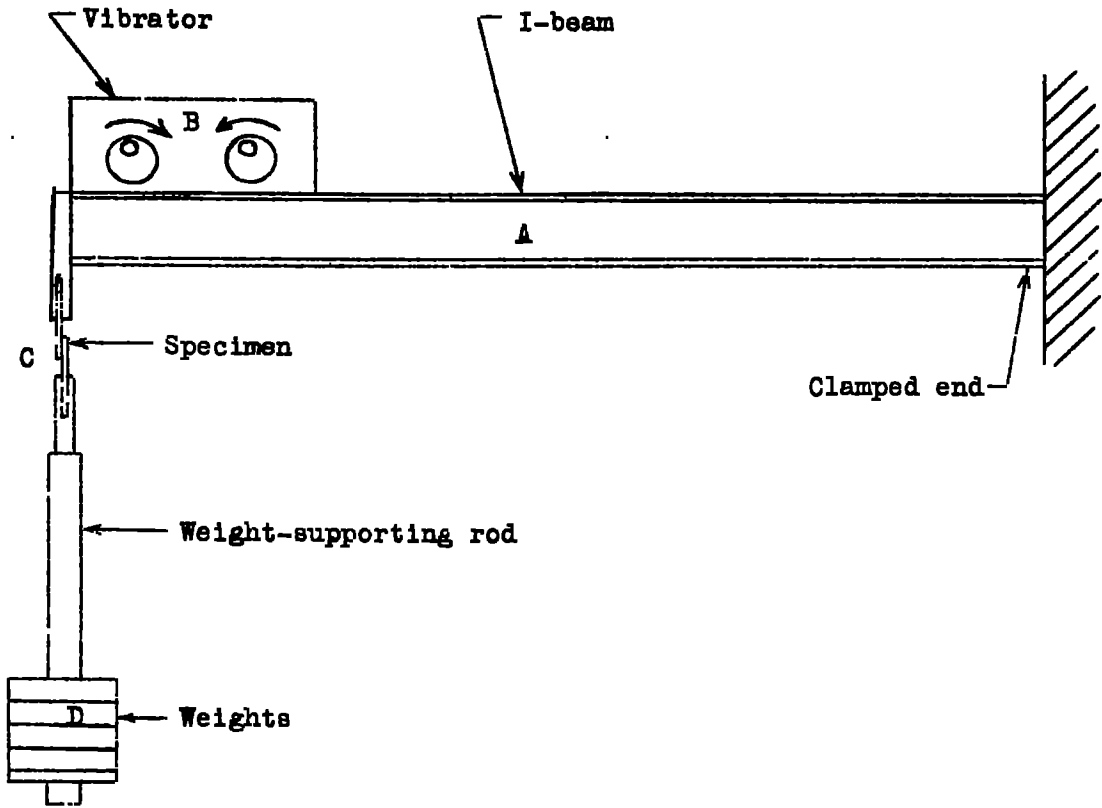 Vibrator
I-beam
B
A
Specimen
C
Clamped end
Weight-supporting rod
D
Weights